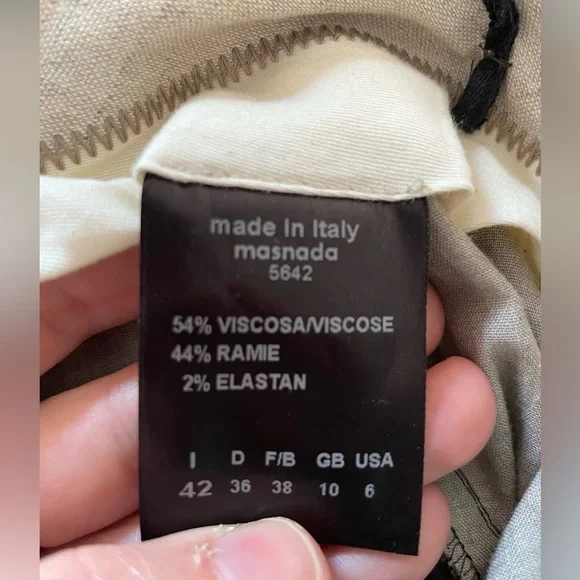 made In Italy
masnada
5642
54% VISCOSA/VISCOSE
44% RAMIE
2% ELASTAN
I D F/B GB USA
42 36 38 10 6